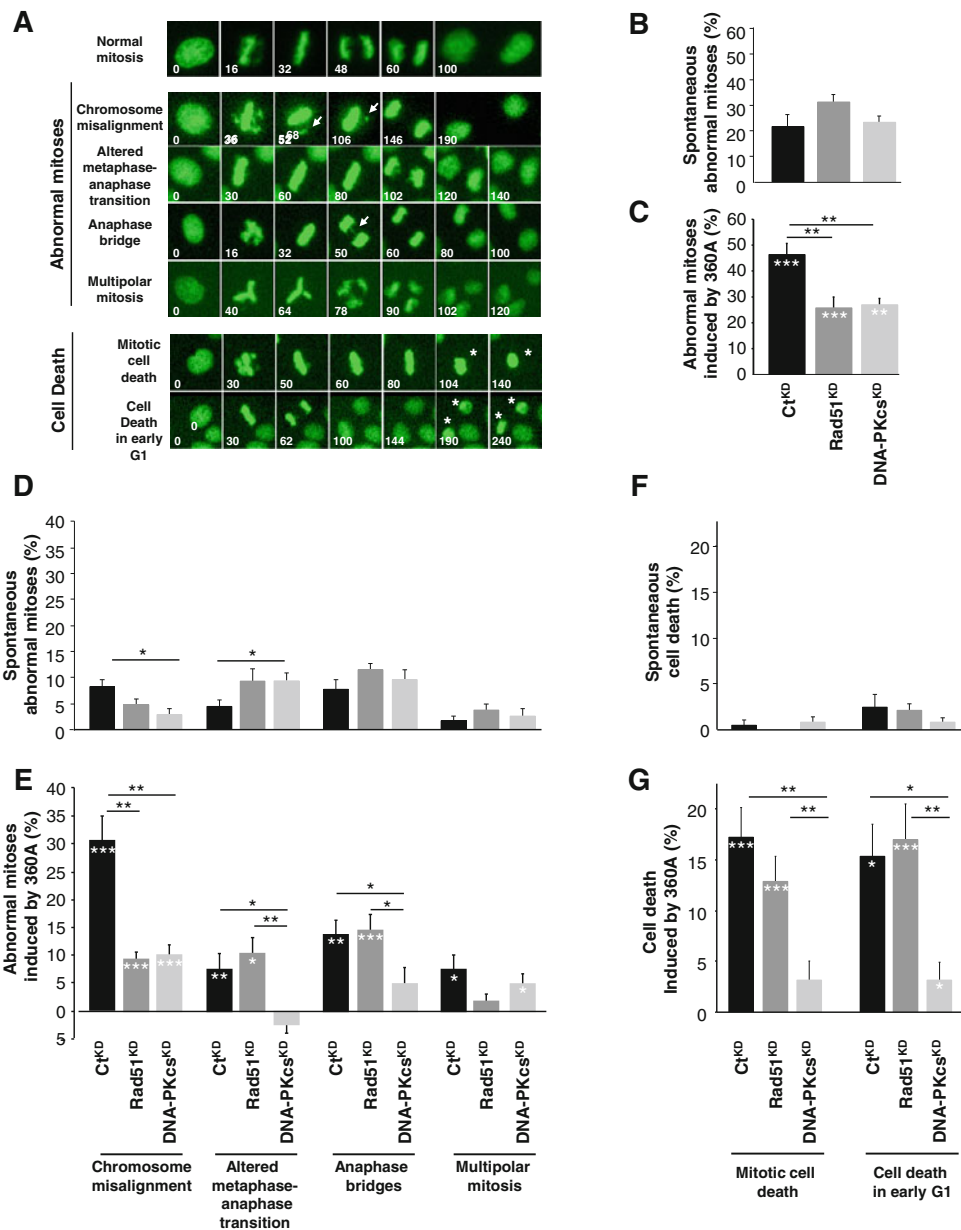 A
Normal
mitosis
0 16 32 48 60 100
Abnormal mitoses
Chromosome
misalignment
0 36 52 68 106 146 190
Altered
metaphase-
anaphase
transition
0 30 60 80 102 120 140
Anaphase
bridge
0 16 32 50 60 80 100
Multipolar
mitosis
0 40 64 78 90 102 120
Cell Death
Mitotic
cell
death
0 30 50 60 80 104 * 140 *
Cell
Death
in early
G1
0 0 30 62 100 144 190 * * 240 * *
B
Spontaneaous
abnormal mitoses (%)
60
50
40
30
20
10
0
C
Abnormal mitoses
induced by 360A (%)
60
50
40
30
20
10
0
**
**
***
***
**
CtKD
Rad51KD
DNA-PKcsKD
D
Spontaneous
abnormal mitoses (%)
40
35
30
25
20
15
10
5
0
*
*
E
Abnormal mitoses
induced by 360A (%)
40
35
30
25
20
15
10
5
0
5
**
**
***
***
***
*
**
**
*
*
*
**
***
*
*
CtKD
Rad51KD
DNA-PKcsKD
CtKD
Rad51KD
DNA-PKcsKD
CtKD
Rad51KD
DNA-PKcsKD
CtKD
Rad51KD
DNA-PKcsKD
Chromosome
misalignment
Altered
metaphase-
anaphase
transition
Anaphase
bridges
Multipolar
mitosis
F
Spontaneaous
cell death (%)
20
15
10
5
0
G
Cell death
Induced by 360A (%)
20
15
10
5
0
**
**
***
***
*
**
*
***
*
CtKD
Rad51KD
DNA-PKcsKD
CtKD
Rad51KD
DNA-PKcsKD
Mitotic cell
death
Cell death
in early G1